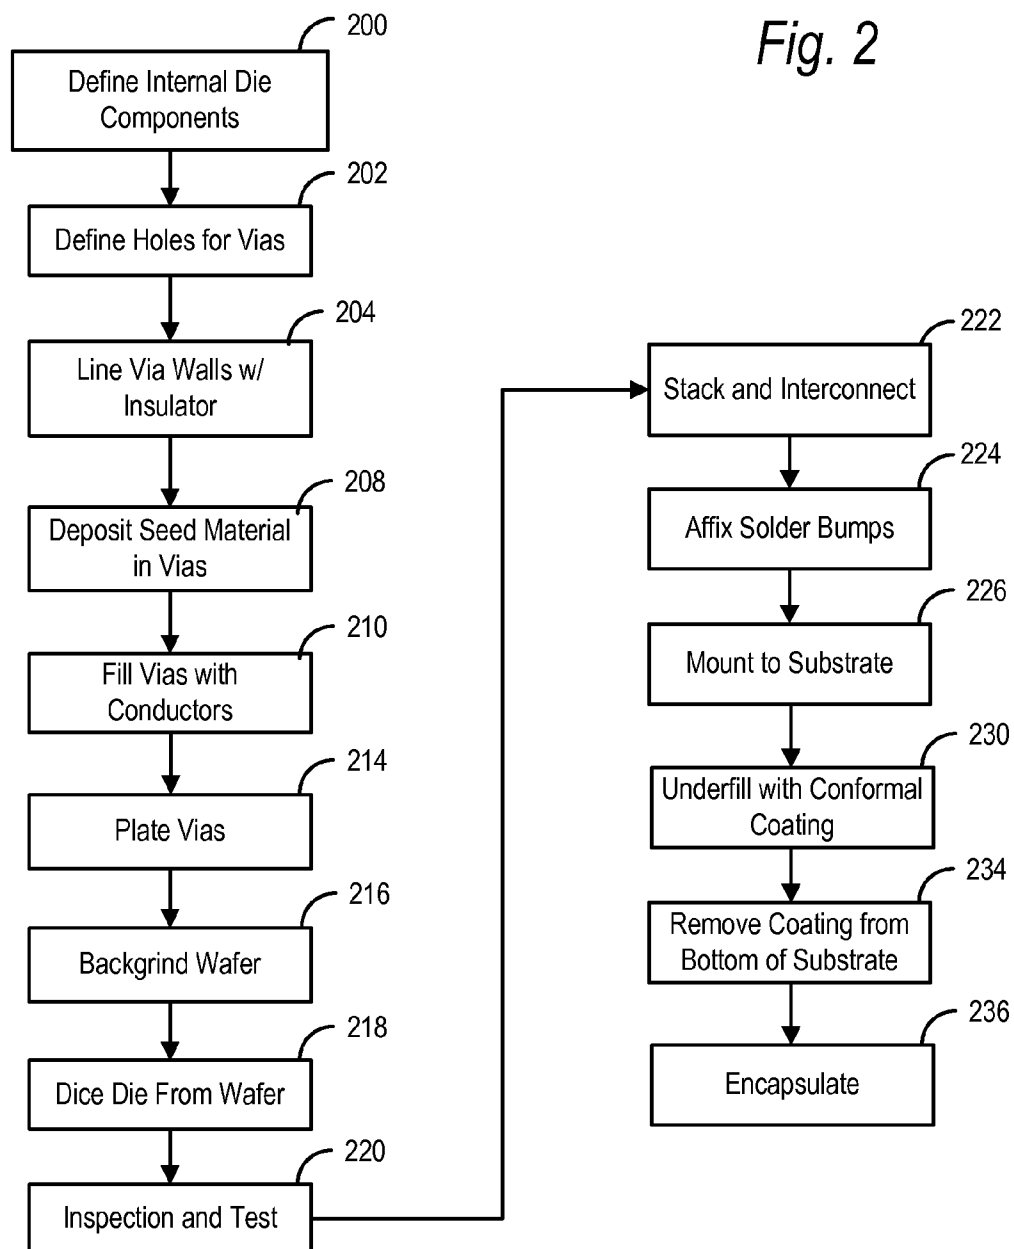 Fig. 2
200
Define Internal Die
Components
202
Define Holes for Vias
204
Line Via Walls w/
Insulator
208
Deposit Seed Material
in Vias
210
Fill Vias with
Conductors
214
Plate Vias
216
Backgrind Wafer
218
Dice Die From Wafer
220
Inspection and Test
222
Stack and Interconnect
224
Affix Solder Bumps
226
Mount to Substrate
230
Underfill with Conformal
Coating
234
Remove Coating from
Bottom of Substrate
236
Encapsulate